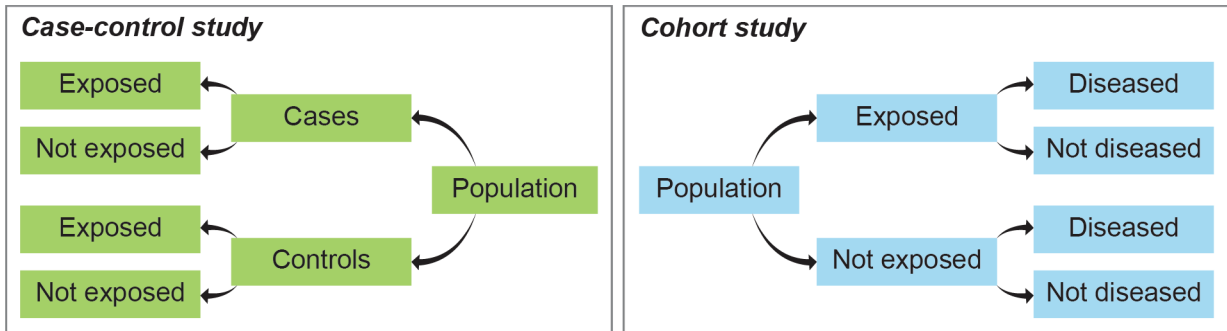 Case-control study
Exposed
Not exposed
Cases
Exposed
Not exposed
Controls
Population
Cohort study
Population
Exposed
Not exposed
Diseased
Not diseased
Diseased
Not diseased